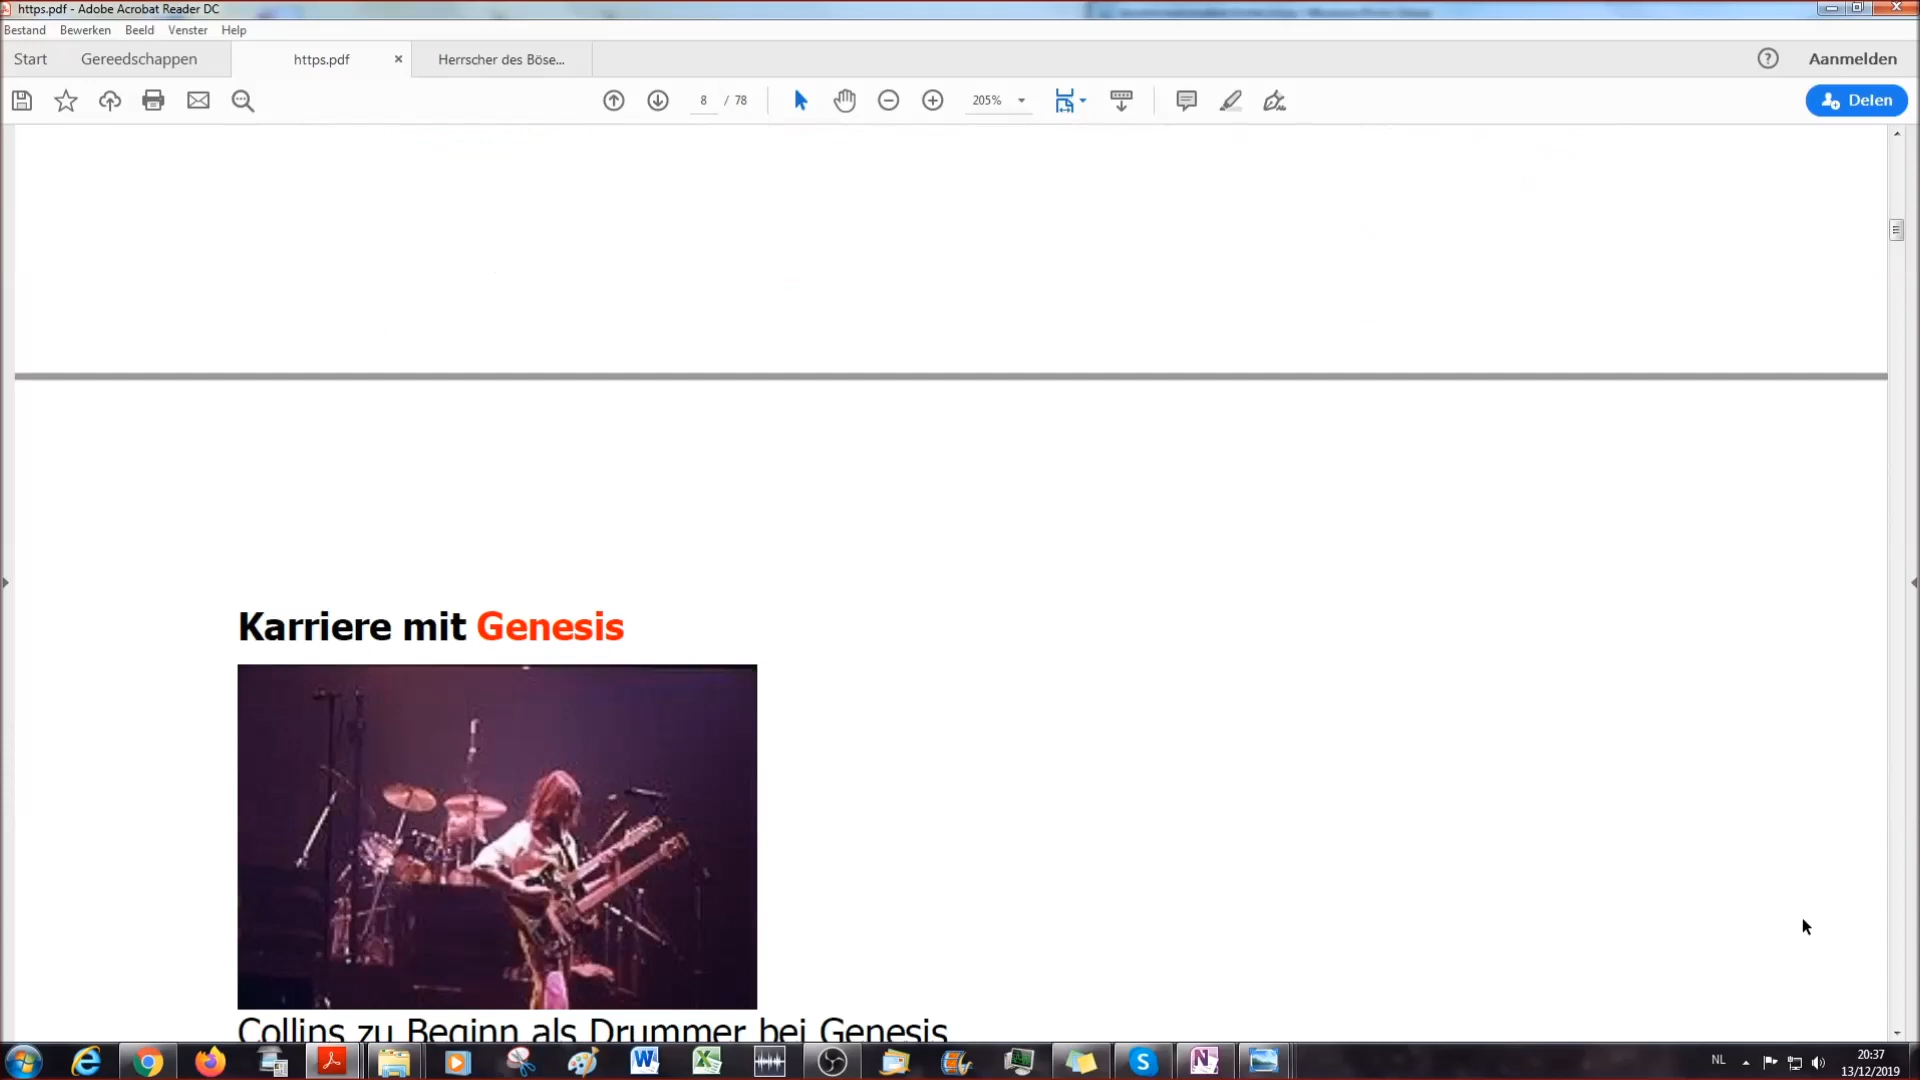 https.pdf - Adobe Acrobat Reader DC
Bestand Bewerken Beeld Venster Help
Start Gereedschappen https.pdf × Herrscher des Böse... ? Aanmelden
8 / 78 205% Delen
Karriere mit Genesis
Collins zu Beginn als Drummer bei Genesis
NL 20:37
13/12/2019